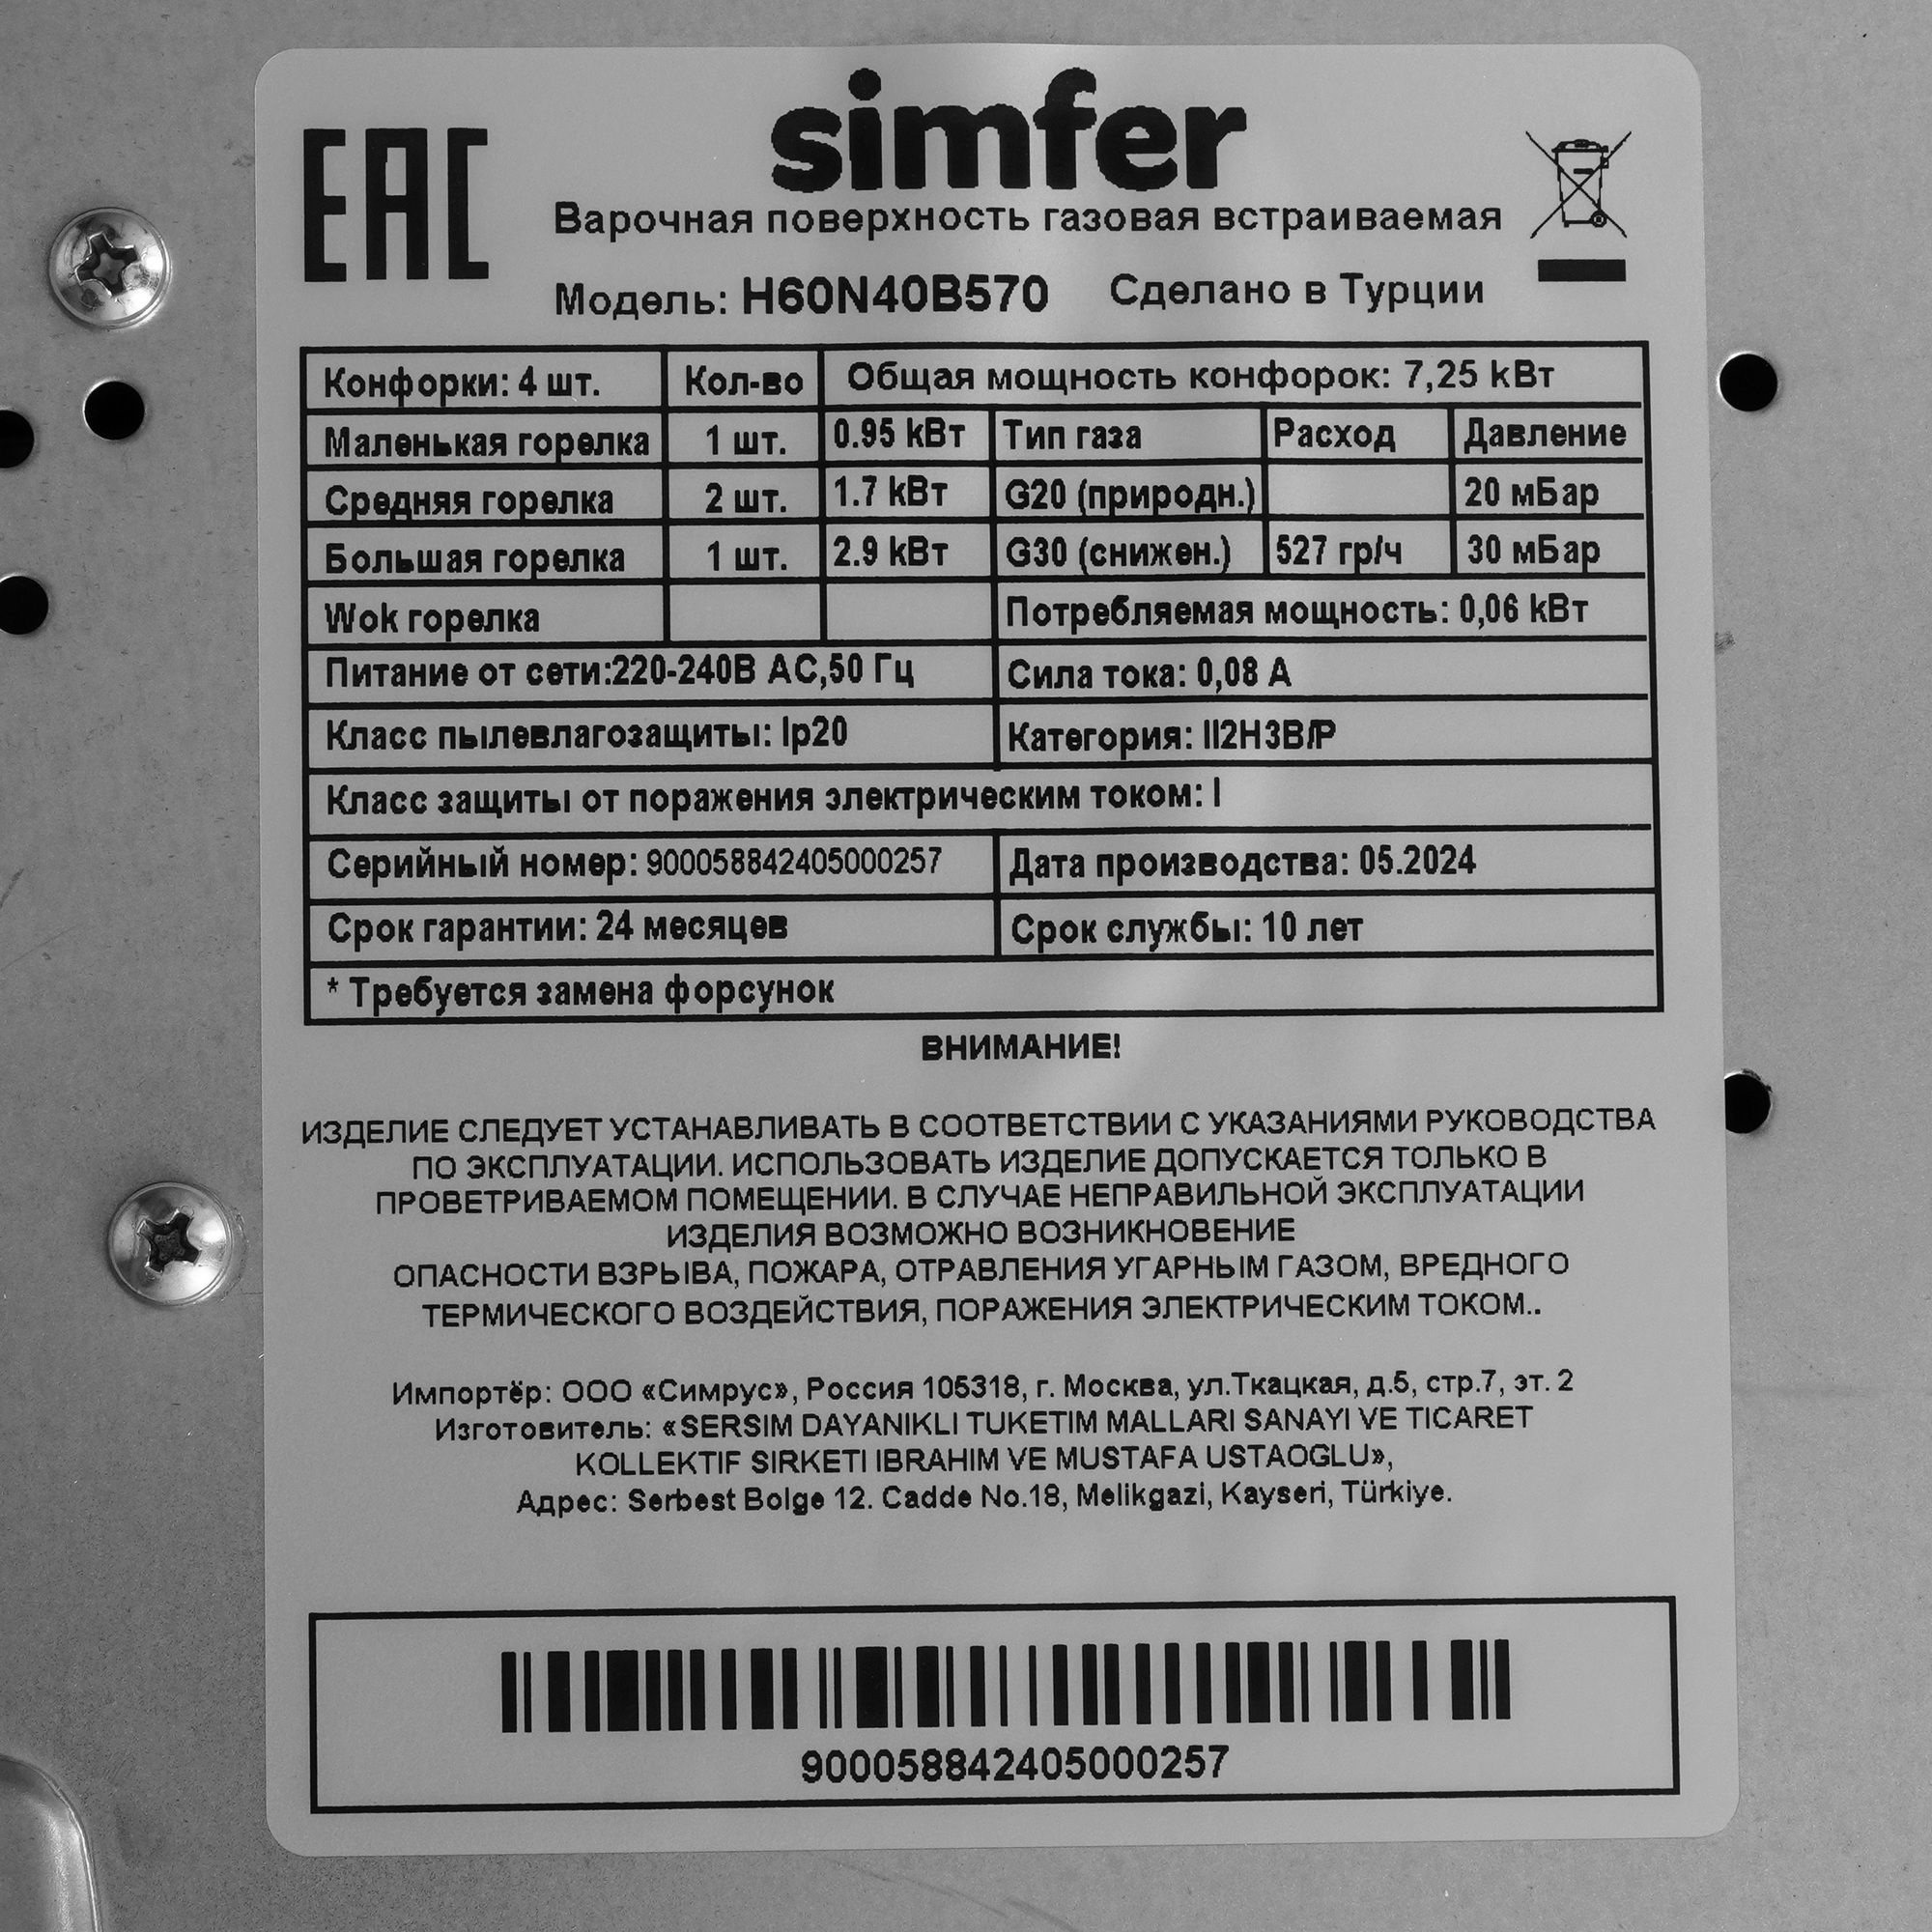 EAC
simfer
Варочная поверхность газовая встраиваемая
Модель: H60N40B570 Сделано в Турции
Конфорки: 4 шт. Кол-во Общая мощность конфорок: 7,25 kВт
Маленькая горелка 1 шт. 0.95 kВт Тип газа Расход Давление
Средняя горелка 2 шт. 1.7 kВт G20 (природн.) 20 мБар
Большая горелка 1 шт. 2.9 kВт G30 (снижен.) 527 гр/ч 30 мБар
Wok горелка Потребляемая мощность: 0,06 kВт
Питание от сети:220-240В AC,50 Гц Сила тока: 0,08 А
Класс пылевлагозащиты: Ip20 Категория: II2H3B/P
Класс защиты от поражения электрическим током: I
Серийный номер: 900058842405000257 Дата производства: 05.2024
Срок гарантии: 24 месяцев Срок службы: 10 лет
* Требуется замена форсунок
ВНИМАНИЕ!
ИЗДЕЛИЕ СЛЕДУЕТ УСТАНАВЛИВАТЬ В СООТВЕТСТВИИ С УКАЗАНИЯМИ РУКОВОДСТВА
ПО ЭКСПЛУАТАЦИИ. ИСПОЛЬЗОВАТЬ ИЗДЕЛИЕ ДОПУСКАЕТСЯ ТОЛЬКО В
ПРОВЕТРИВАЕМОМ ПОМЕЩЕНИИ. В СЛУЧАЕ НЕПРАВИЛЬНОЙ ЭКСПЛУАТАЦИИ
ИЗДЕЛИЯ ВОЗМОЖНО ВОЗНИКНОВЕНИЕ
ОПАСНОСТИ ВЗРЫВА, ПОЖАРА, ОТРАВЛЕНИЯ УГАРНЫМ ГАЗОМ, ВРЕДНОГО
ТЕРМИЧЕСКОГО ВОЗДЕЙСТВИЯ, ПОРАЖЕНИЯ ЭЛЕКТРИЧЕСКИМ ТОКОМ..
Импортёр: ООО «Симрус», Россия 105318, г. Москва, ул.Ткацкая, д.5, стр.7, эт. 2
Изготовитель: «SERSIM DAYANIKLI TUKETIM MALLARI SANAYI VE TICARET
KOLLEKTIF SIRKETI IBRAHIM VE MUSTAFA USTAOGLU»,
Адрес: Serbest Bolge 12. Cadde No.18, Melikgazi, Kayseri, Türkiye.
900058842405000257